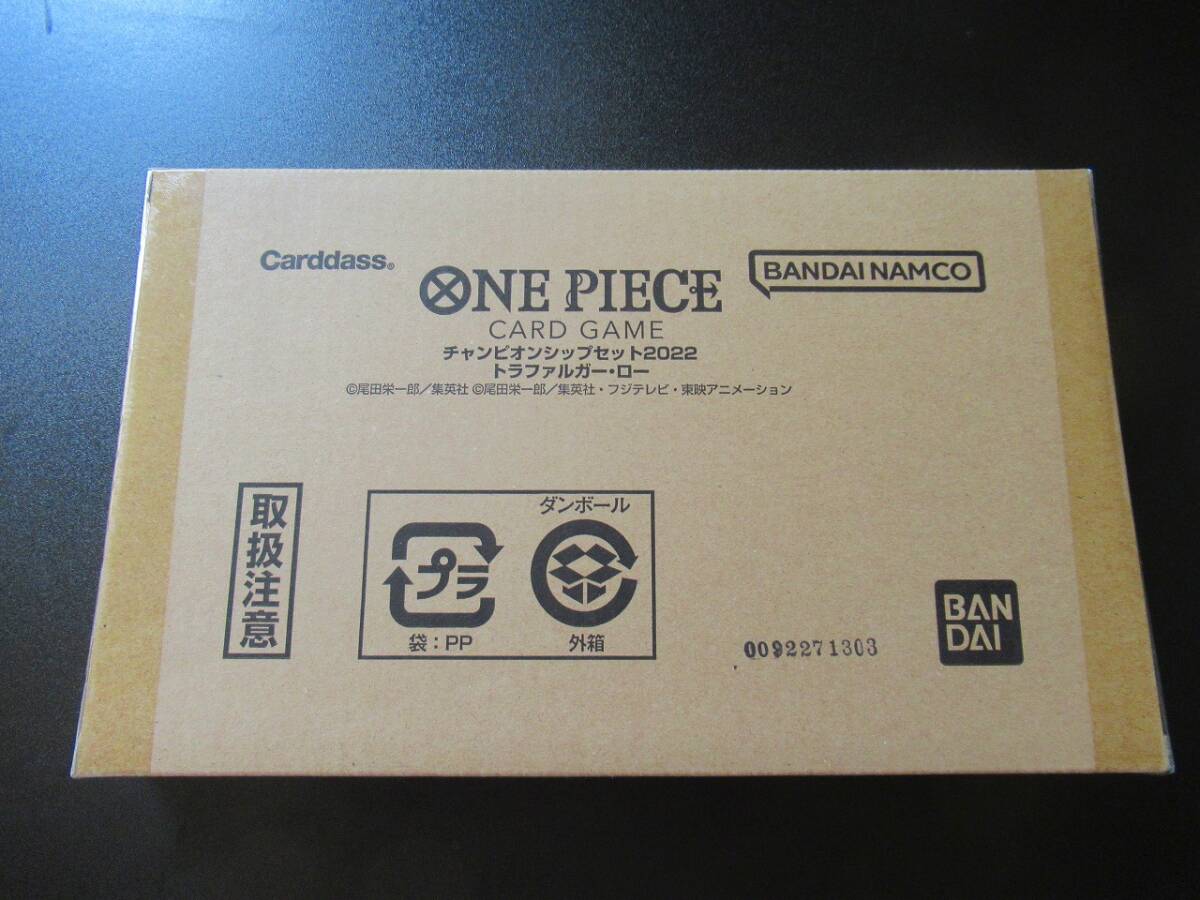 Carddass®
BANDAI NAMCO
ONE PIECE
CARD GAME
チャンピオンシップセット2022
トラファルガー・ロー
©尾田栄一郎／集英社 ©尾田栄一郎／集英社・フジテレビ・東映アニメーション
取扱注意
ダンボール
プラ
袋：PP
外箱
0092271303
BAN
DAI